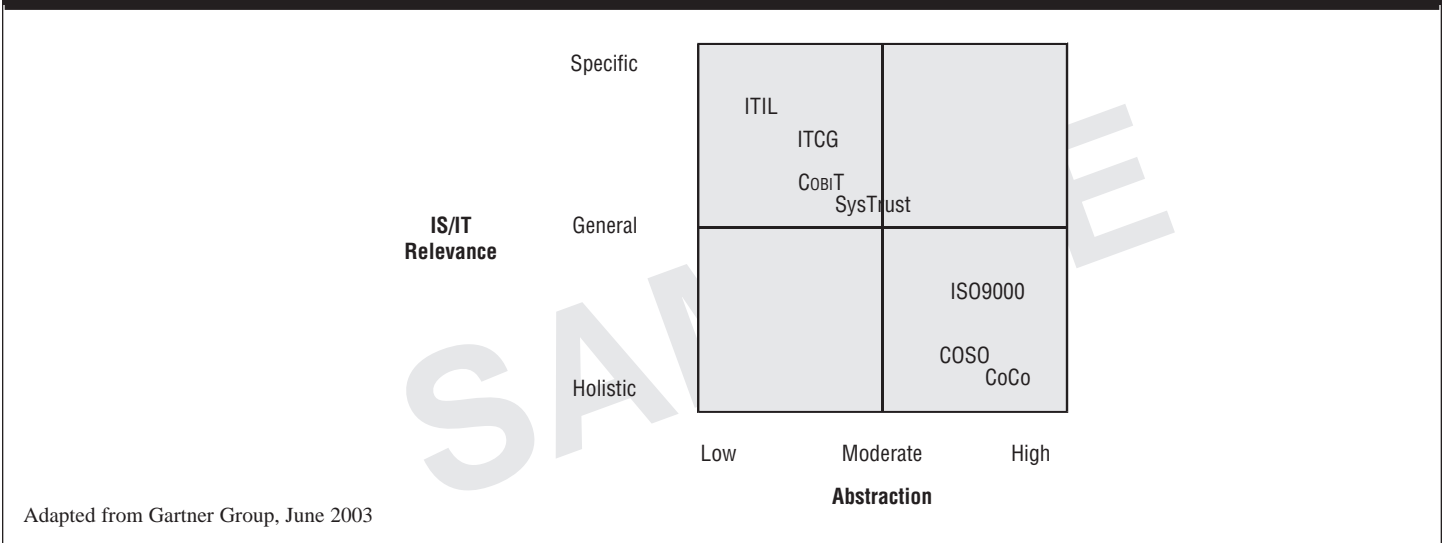 Specific
ITIL
ITCG
COBIT
SysTrust
IS/IT
Relevance
General
ISO9000
COSO
CoCo
Holistic
Low Moderate High
Abstraction
Adapted from Gartner Group, June 2003
SAMPLE